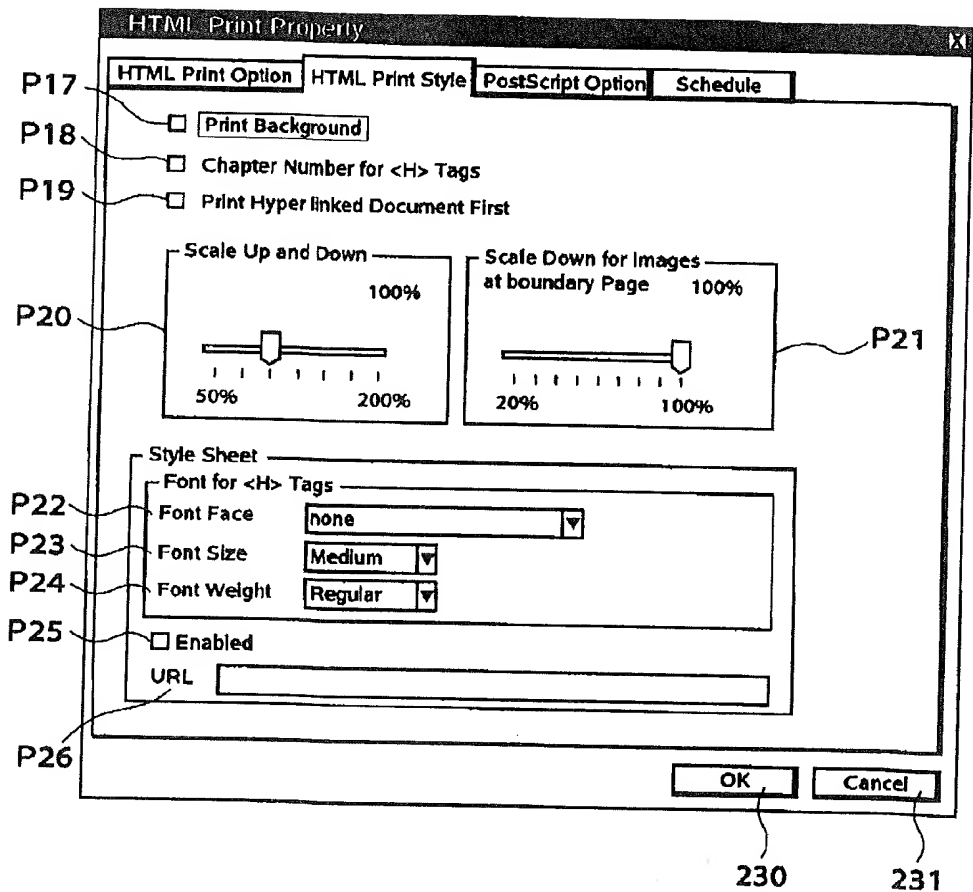 HTML Print Property
HTML Print Option HTML Print Style PostScript Option Schedule
P17 Print Background
P18 Chapter Number for <H> Tags
P19 Print Hyper linked Document First
Scale Up and Down
100%
P20
50% 200%
Scale Down for Images
at boundary Page 100%
P21
20% 100%
Style Sheet
Font for <H> Tags
P22 Font Face none
P23 Font Size Medium
P24 Font Weight Regular
P25 Enabled
URL
P26
OK Cancel
230 231